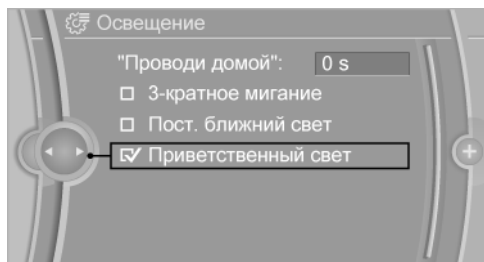 Освещение
"Проводи домой": 0 s
3-кратное мигание
Пост. ближний свет
Приветственный свет